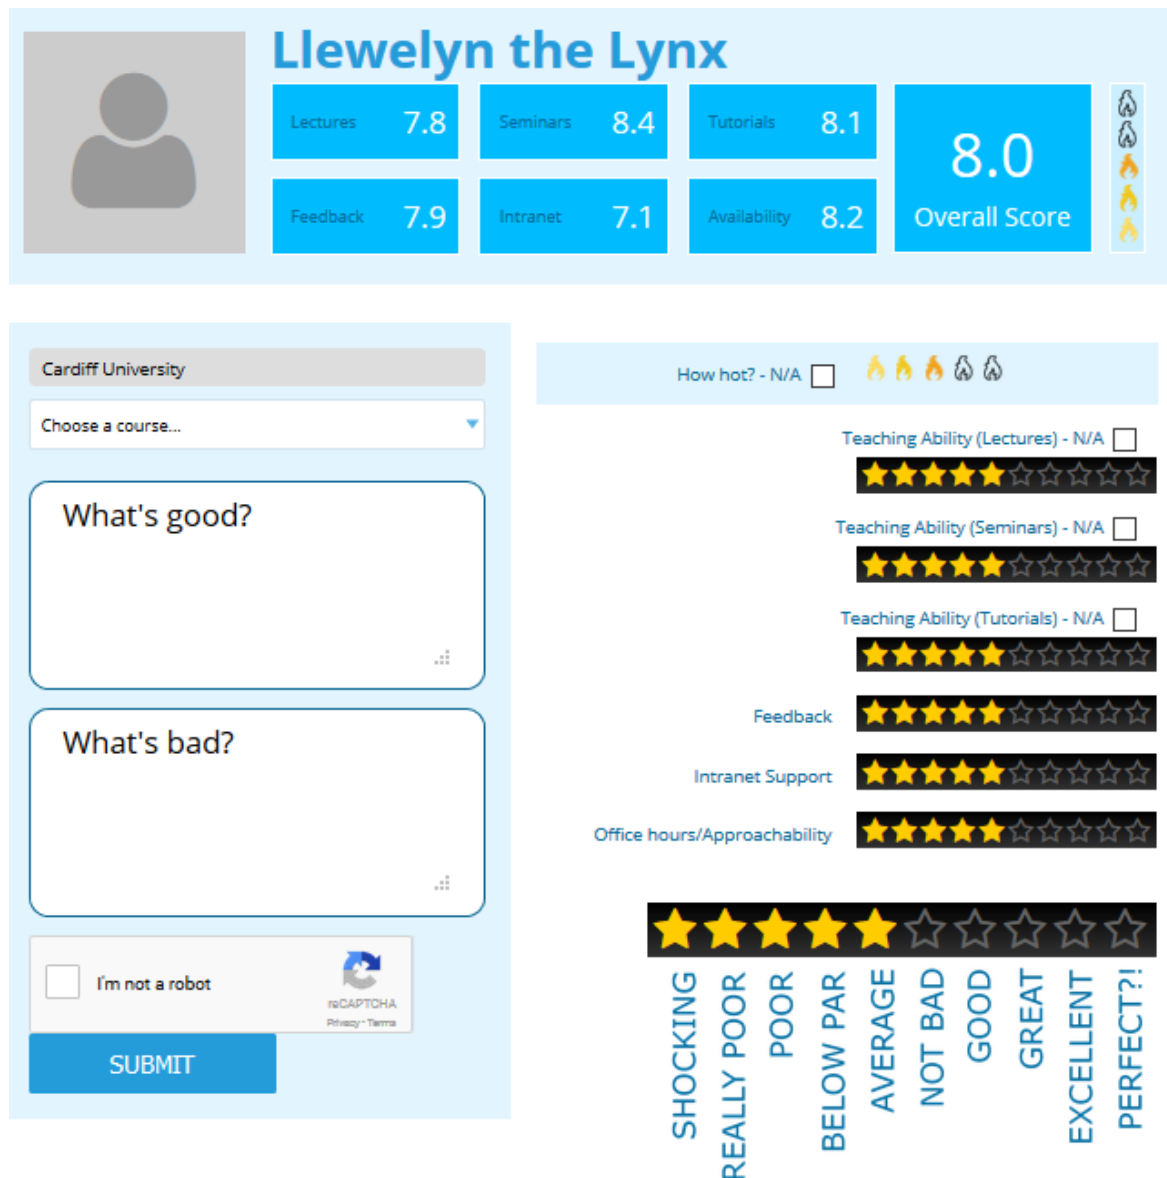 Llewelyn the Lynx
Lectures 7.8
Seminars 8.4
Tutorials 8.1
Feedback 7.9
Intranet 7.1
Availability 8.2
8.0
Overall Score
Cardiff University
Choose a course...
What's good?
What's bad?
I'm not a robot
reCAPTCHA
Privacy - Terms
SUBMIT
How hot? - N/A
Teaching Ability (Lectures) - N/A
Teaching Ability (Seminars) - N/A
Teaching Ability (Tutorials) - N/A
Feedback
Intranet Support
Office hours/Approachability
SHOCKING
REALLY POOR
POOR
BELOW PAR
AVERAGE
NOT BAD
GOOD
GREAT
EXCELLENT
PERFECT?!